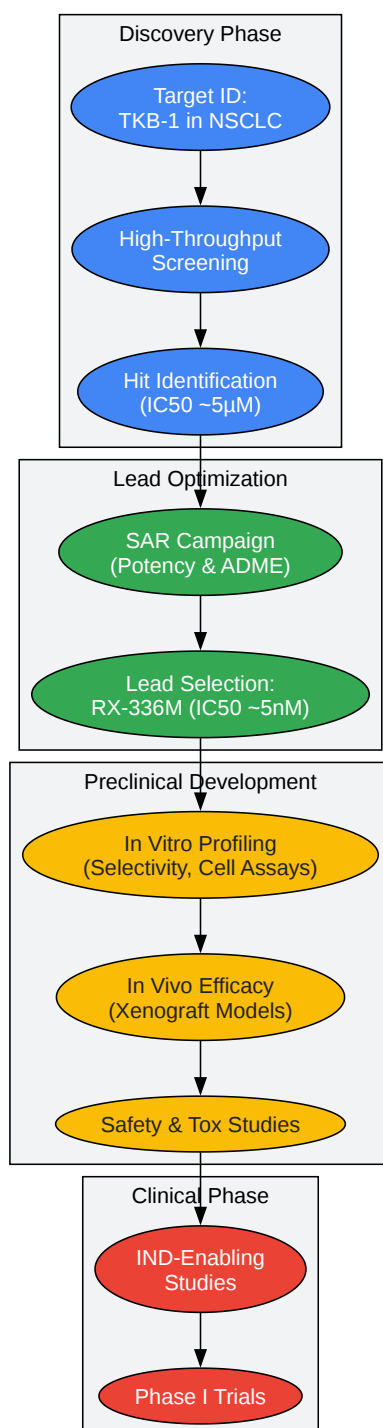 Discovery Phase
Target ID:
TKB-1 in NSCLC
High-Throughput
Screening
Hit Identification
(IC50 ~5µM)
Lead Optimization
SAR Campaign
(Potency & ADME)
Lead Selection:
RX-336M (IC50 ~5nM)
Preclinical Development
In Vitro Profiling
(Selectivity, Cell Assays)
In Vivo Efficacy
(Xenograft Models)
Safety & Tox Studies
Clinical Phase
IND-Enabling
Studies
Phase I Trials